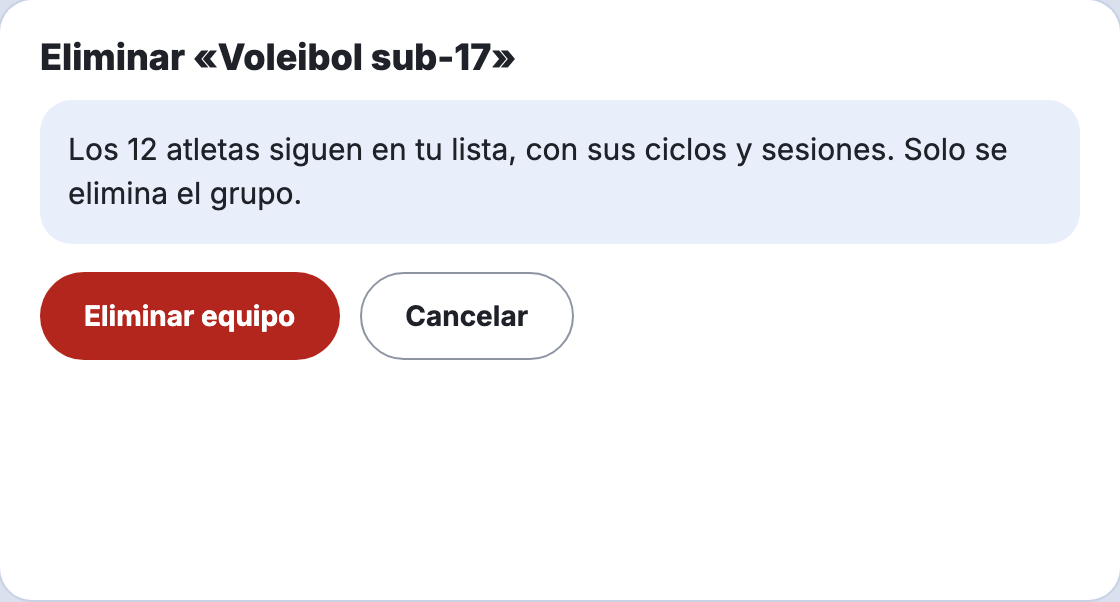 Eliminar «Voleibol sub-17»
Los 12 atletas siguen en tu lista, con sus ciclos y sesiones. Solo se
elimina el grupo.
Eliminar equipo
Cancelar